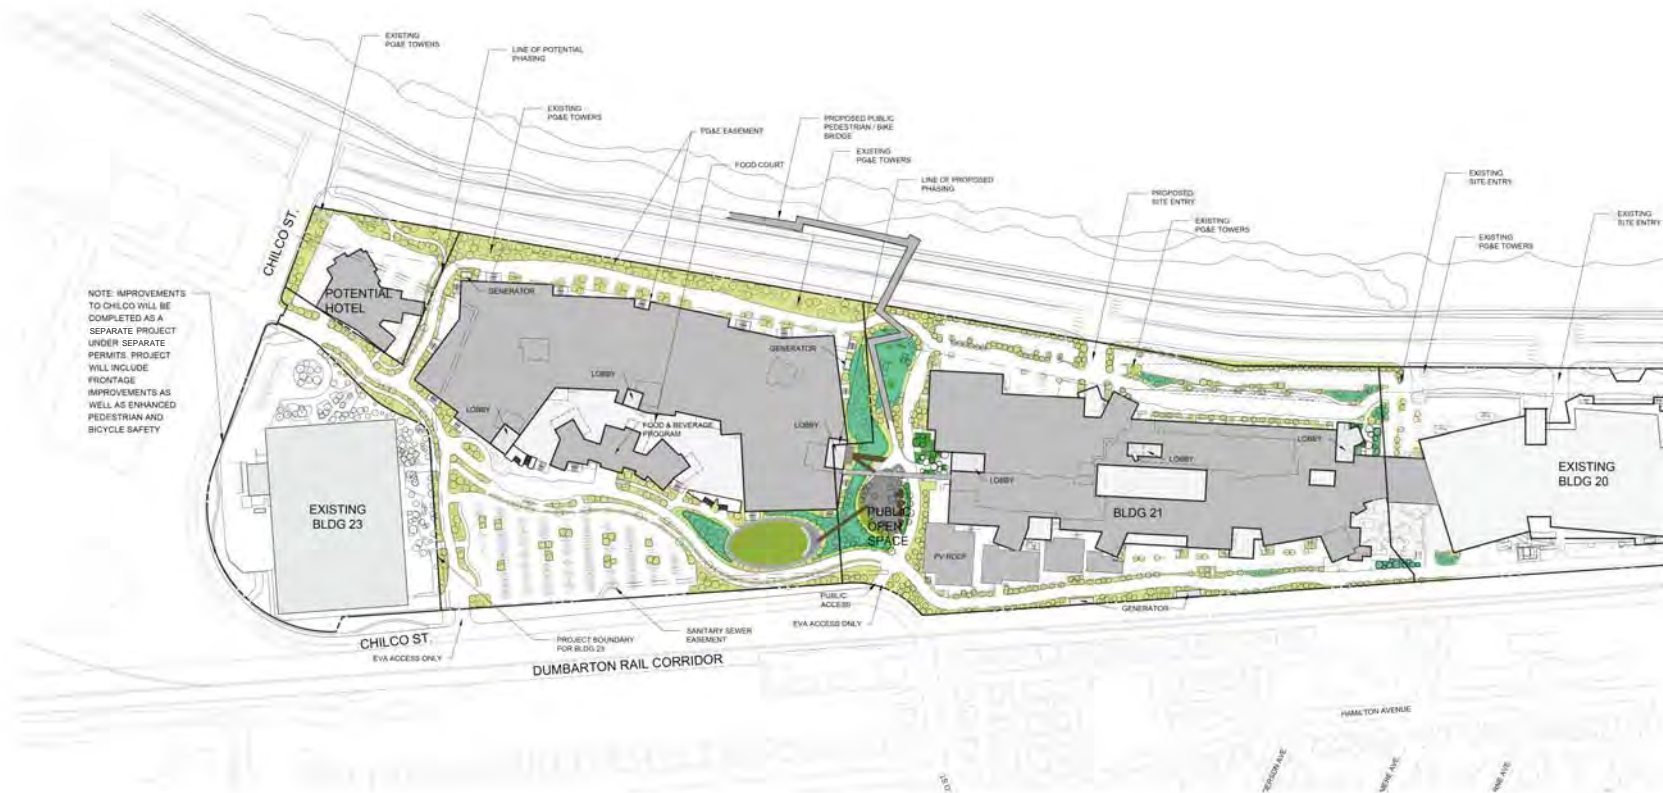 EXISTING
PG&E TOWERS
LINE OF POTENTIAL
PHASING
EXISTING
PG&E TOWERS
PG&E EASEMENT
FOOD COURT
PROPOSED PUBLIC
PEDESTRIAN / BIKE
BRIDGE
EXISTING
PG&E TOWERS
LINE OF PROPOSED
PHASING
PROPOSED
SITE ENTRY
EXISTING
PG&E TOWERS
EXISTING
SITE ENTRY
EXISTING
PG&E TOWERS
EXISTING
SITE ENTRY
CHILCO ST.
NOTE: IMPROVEMENTS
TO CHILCO WILL BE
COMPLETED AS A
SEPARATE PROJECT
UNDER SEPARATE
PERMITS. PROJECT
WILL INCLUDE
FRONTAGE
IMPROVEMENTS AS
WELL AS ENHANCED
PEDESTRIAN AND
BICYCLE SAFETY
POTENTIAL
HOTEL
GENERATOR
GENERATOR
LOBBY
LOBBY
FOOD & BEVERAGE
PROGRAM
LOBBY
LOBBY
LOBBY
LOBBY
EXISTING
BLDG 23
PUBLIC
OPEN
SPACE
BLDG 21
EXISTING
BLDG 20
PV ROOF
PUBLIC
ACCESS
EVA ACCESS ONLY
GENERATOR
CHILCO ST.
EVA ACCESS ONLY
PROJECT BOUNDARY
FOR BLDG 23
SANITARY SEWER
EASEMENT
DUMBARTON RAIL CORRIDOR
HAMILTON AVENUE